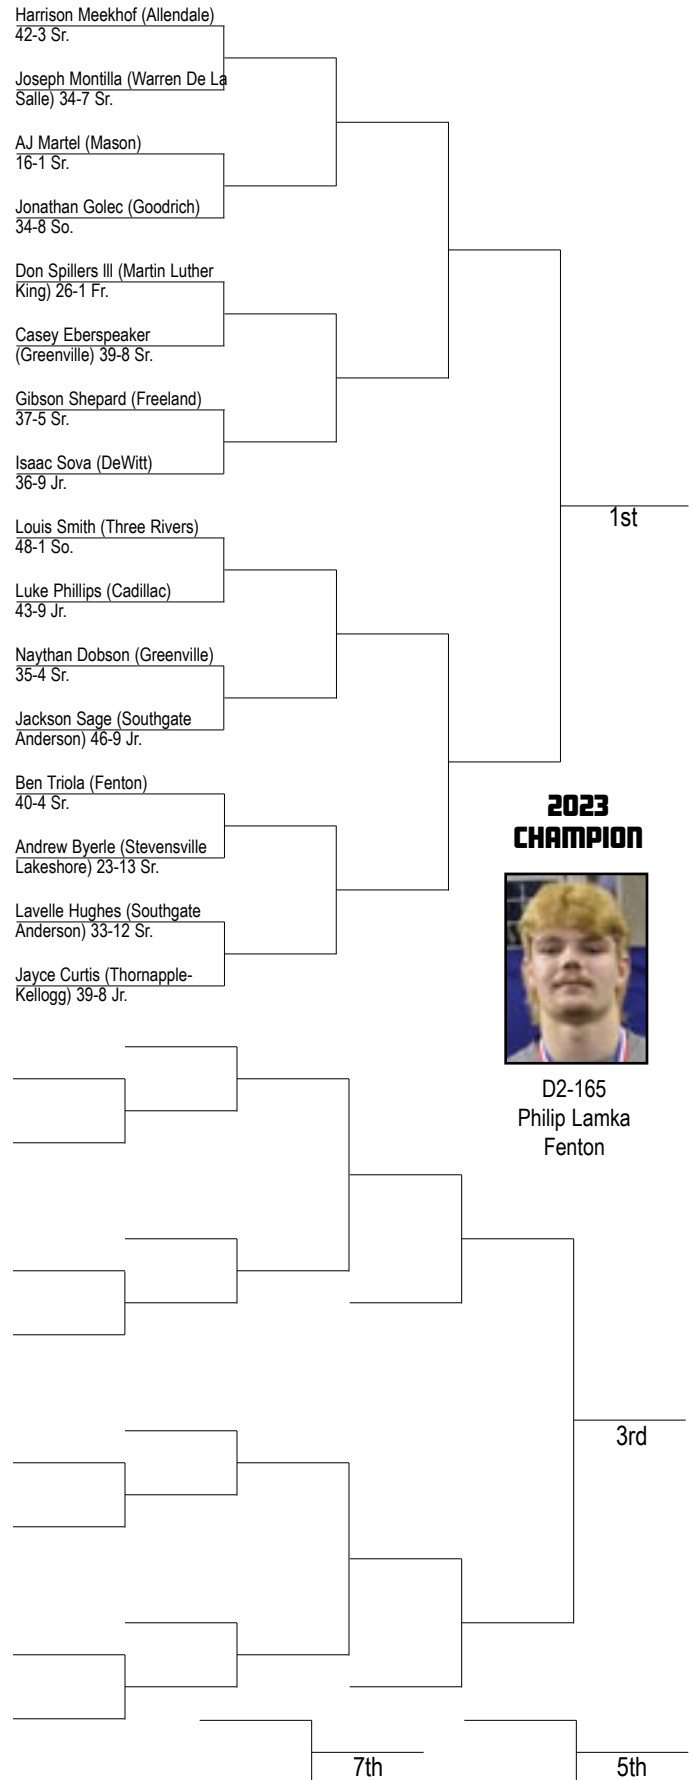 Harrison Meekhof (Allendale)
42-3 Sr.
Joseph Montilla (Warren De La
Salle) 34-7 Sr.
AJ Martel (Mason)
16-1 Sr.
Jonathan Golec (Goodrich)
34-8 So.
Don Spillers lll (Martin Luther
King) 26-1 Fr.
Casey Eberspeaker
(Greenville) 39-8 Sr.
Gibson Shepard (Freeland)
37-5 Sr.
Isaac Sova (DeWitt)
36-9 Jr.
Louis Smith (Three Rivers)
48-1 So.
Luke Phillips (Cadillac)
43-9 Jr.
Naythan Dobson (Greenville)
35-4 Sr.
Jackson Sage (Southgate
Anderson) 46-9 Jr.
Ben Triola (Fenton)
40-4 Sr.
Andrew Byerle (Stevensville
Lakeshore) 23-13 Sr.
Lavelle Hughes (Southgate
Anderson) 33-12 Sr.
Jayce Curtis (Thornapple-
Kellogg) 39-8 Jr.
1st
2023
CHAMPION
D2-165
Philip Lamka
Fenton
3rd
7th
5th